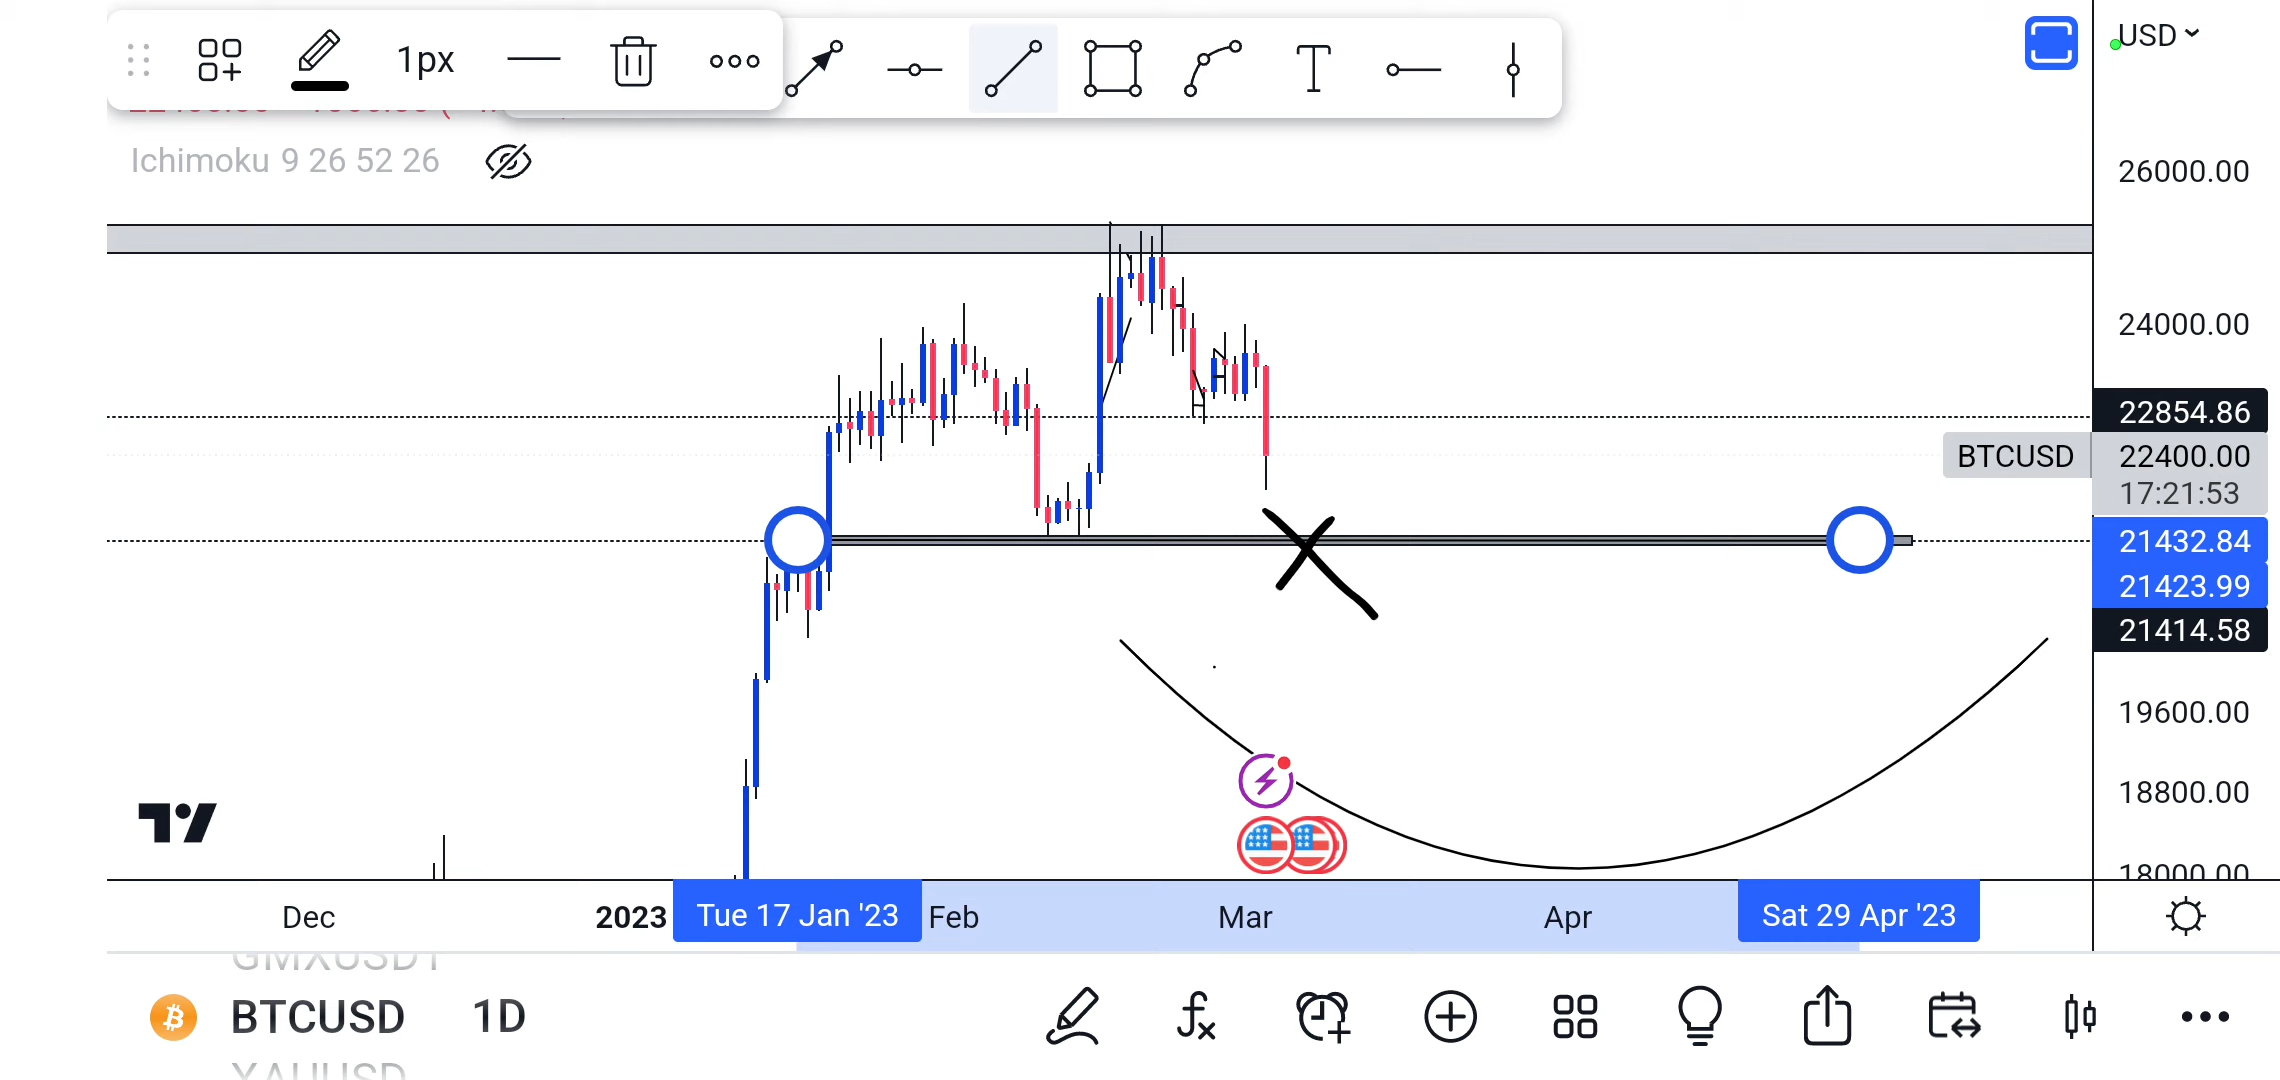 1px
T
USD
Ichimoku 9 26 52 26
26000.00
24000.00
22854.86
BTCUSD 22400.00
17:21:53
21432.84
21423.99
21414.58
19600.00
18800.00
18000.00
Dec 2023 Tue 17 Jan '23 Feb Mar Apr Sat 29 Apr '23
GMXUSDT
BTCUSD 1D
XAUUSD